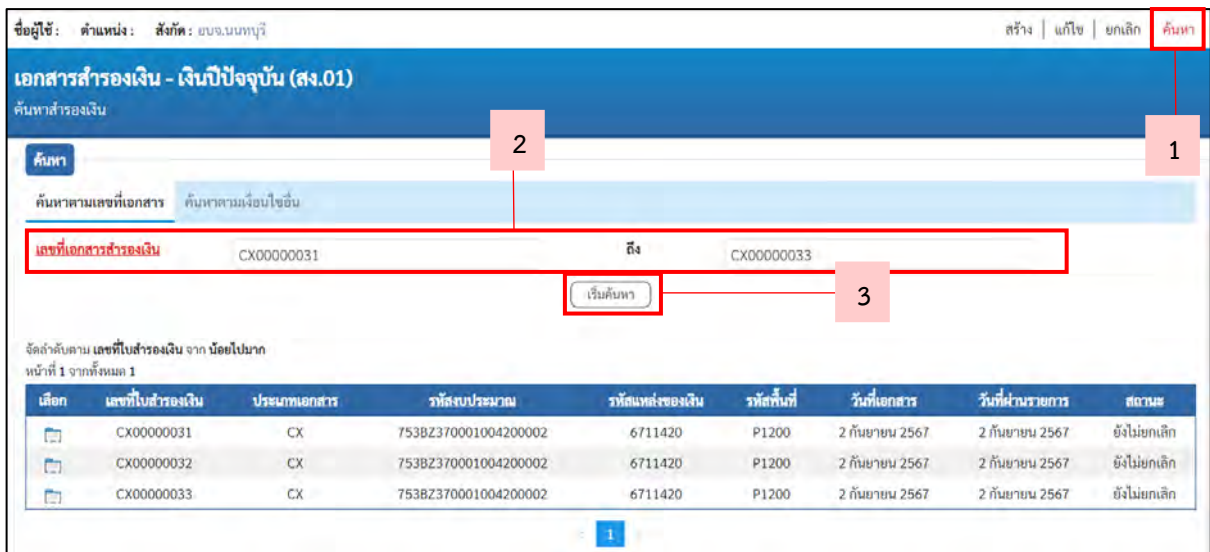 ชื่อผู้ใช้ : ตำแหน่ง : สังกัด : อบจ.นนทบุรี สร้าง | แก้ไข | ยกเลิก ค้นหา
เอกสารสำรองเงิน - เงินปีปัจจุบัน (สง.01)
ค้นหาสำรองเงิน
1
2
ค้นหา
ค้นหาตามเลขที่เอกสาร ค้นหาตามเงื่อนไขอื่น
เลขที่เอกสารสำรองเงิน CX00000031 ถึง CX00000033
เริ่มค้นหา 3
จัดลำดับตาม เลขที่ใบสำรองเงิน จาก น้อยไปมาก
หน้าที่ 1 จากทั้งหมด 1
เลือก เลขที่ใบสำรองเงิน ประเภทเอกสาร รหัสงบประมาณ รหัสแหล่งของเงิน รหัสพื้นที่ วันที่เอกสาร วันที่ผ่านรายการ สถานะ
CX00000031 CX 753BZ370001004200002 6711420 P1200 2 กันยายน 2567 2 กันยายน 2567 ยังไม่ยกเลิก
CX00000032 CX 753BZ370001004200002 6711420 P1200 2 กันยายน 2567 2 กันยายน 2567 ยังไม่ยกเลิก
CX00000033 CX 753BZ370001004200002 6711420 P1200 2 กันยายน 2567 2 กันยายน 2567 ยังไม่ยกเลิก
1